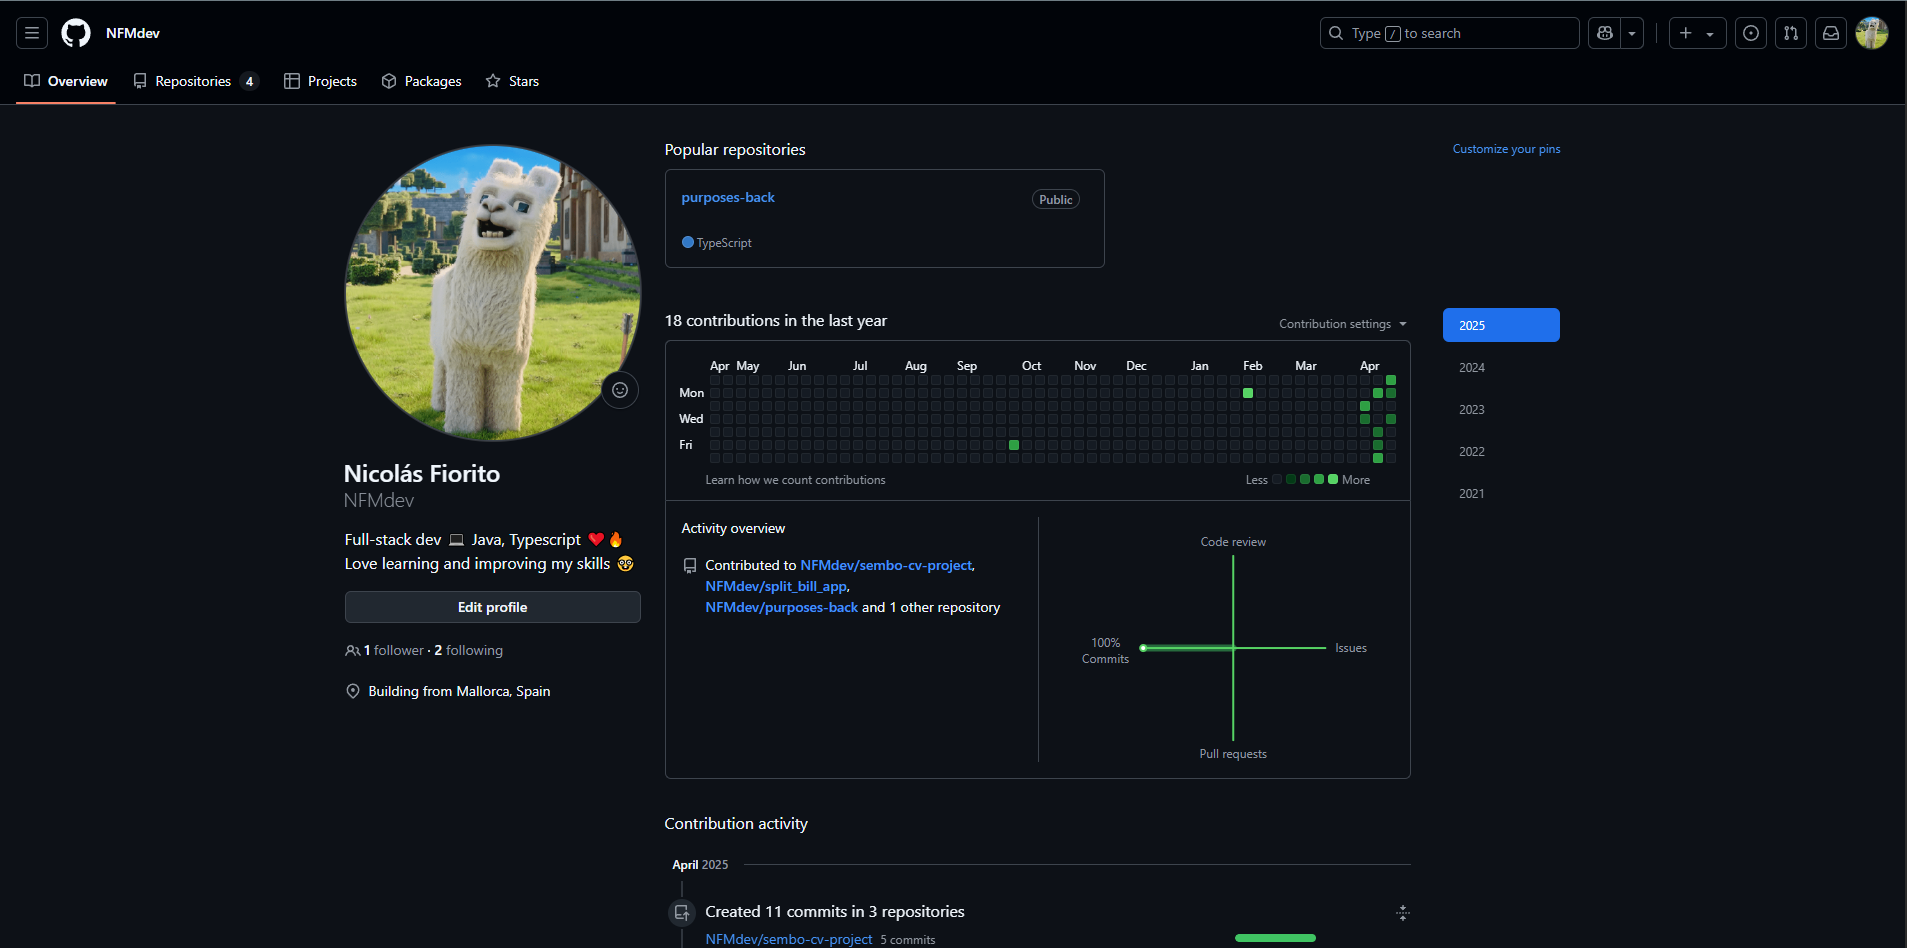 NFMdev
Type / to search
Overview
Repositories 4
Projects
Packages
Stars
Popular repositories
Customize your pins
purposes-back
Public
TypeScript
18 contributions in the last year
Contribution settings
2025
2024
2023
2022
2021
Apr May Jun Jul Aug Sep Oct Nov Dec Jan Feb Mar Apr
Mon
Wed
Fri
Learn how we count contributions
Less
More
Nicolás Fiorito
NFMdev
Full-stack dev 💻 Java, Typescript ❤️🔥
Love learning and improving my skills 🤓
Edit profile
1 follower · 2 following
Building from Mallorca, Spain
Activity overview
Contributed to NFMdev/sembo-cv-project,
NFMdev/split_bill_app,
NFMdev/purposes-back and 1 other repository
Code review
100%
Commits
Issues
Pull requests
Contribution activity
April 2025
Created 11 commits in 3 repositories
NFMdev/sembo-cv-project 5 commits